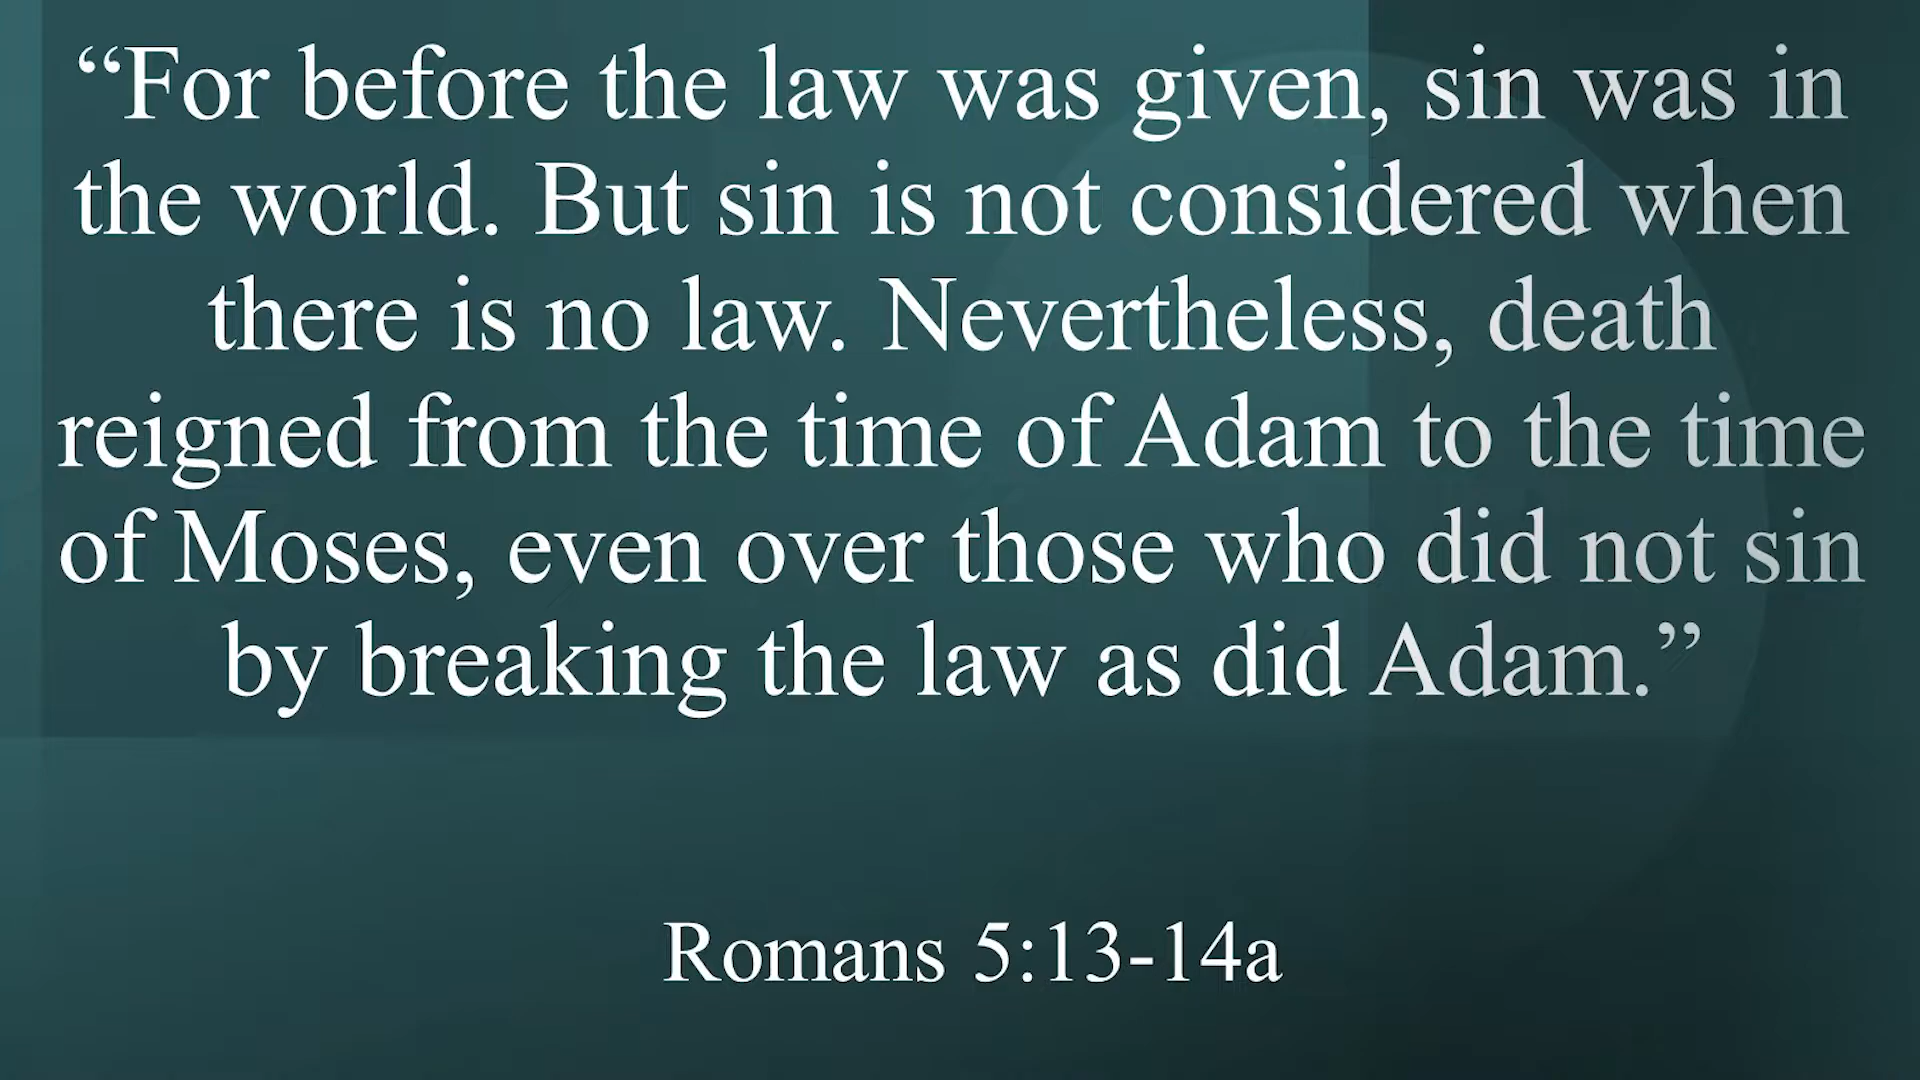 “For before the law was given, sin was in
the world. But sin is not considered when
there is no law. Nevertheless, death
reigned from the time of Adam to the time
of Moses, even over those who did not sin
by breaking the law as did Adam.”
Romans 5:13-14a